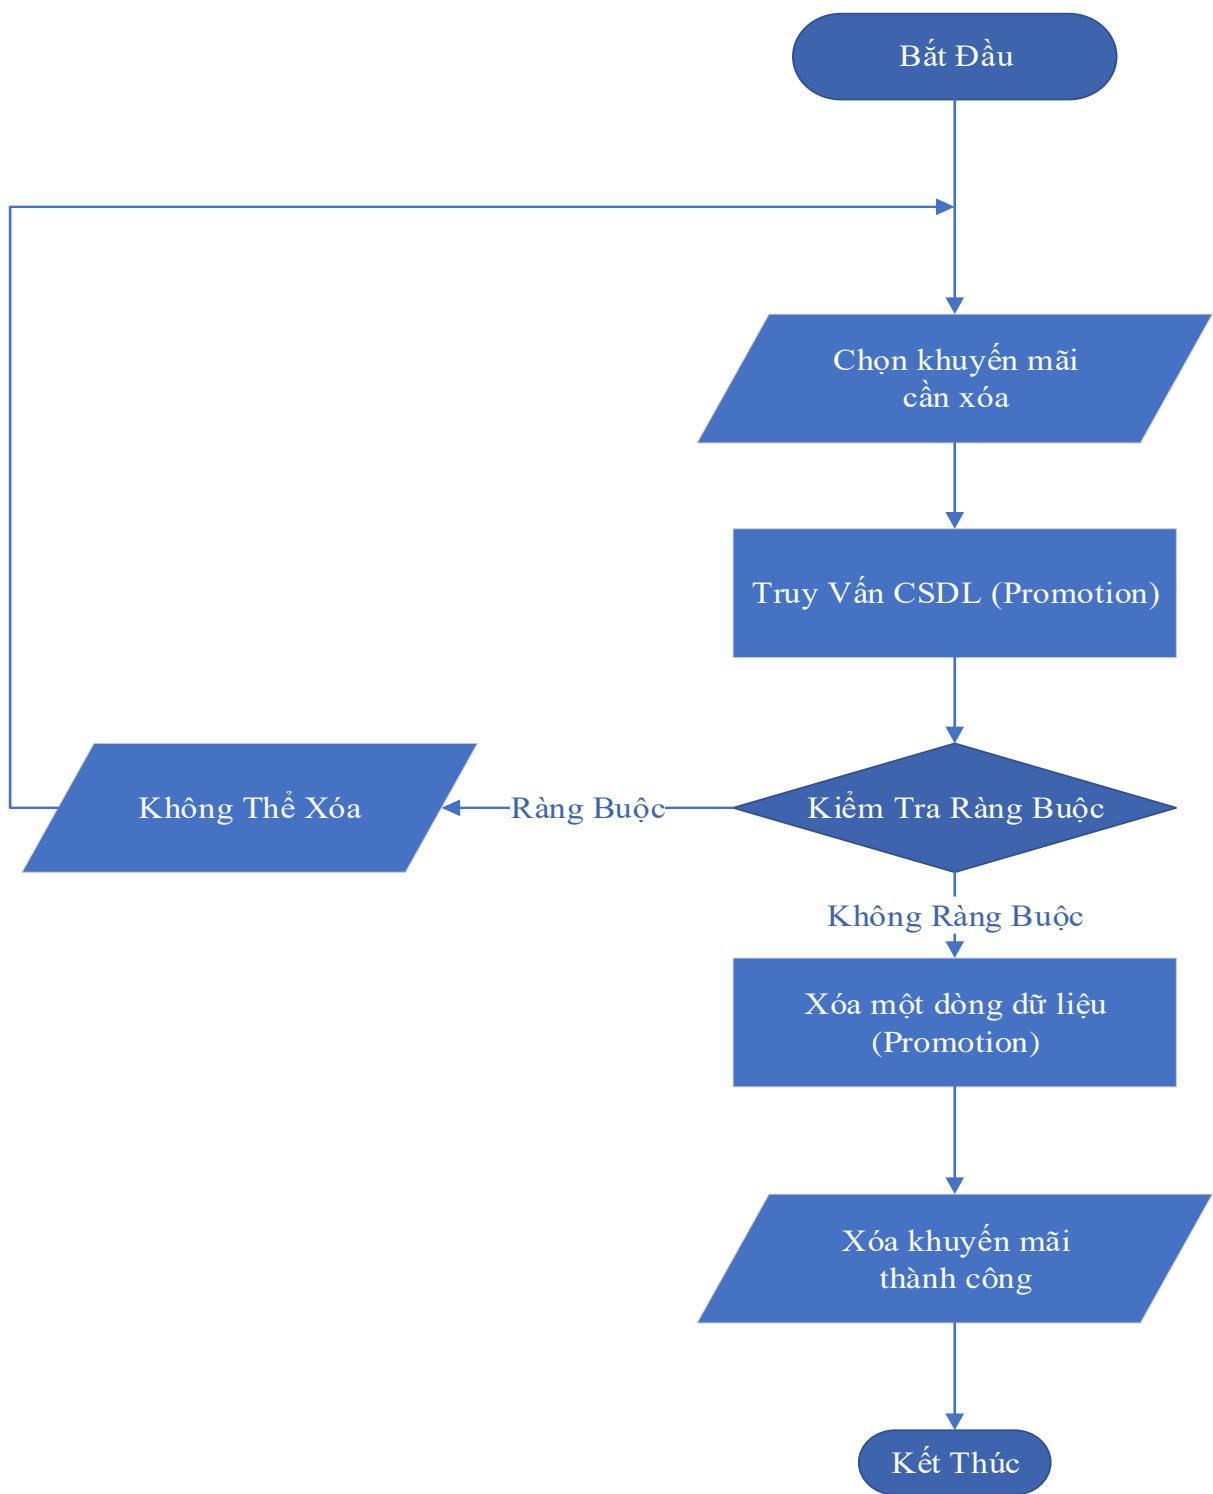 Bắt Đầu
Chọn khuyến mãi
cần xóa
Truy Vấn CSDL (Promotion)
Không Thể Xóa
Ràng Buộc
Kiểm Tra Ràng Buộc
Không Ràng Buộc
Xóa một dòng dữ liệu
(Promotion)
Xóa khuyến mãi
thành công
Kết Thúc